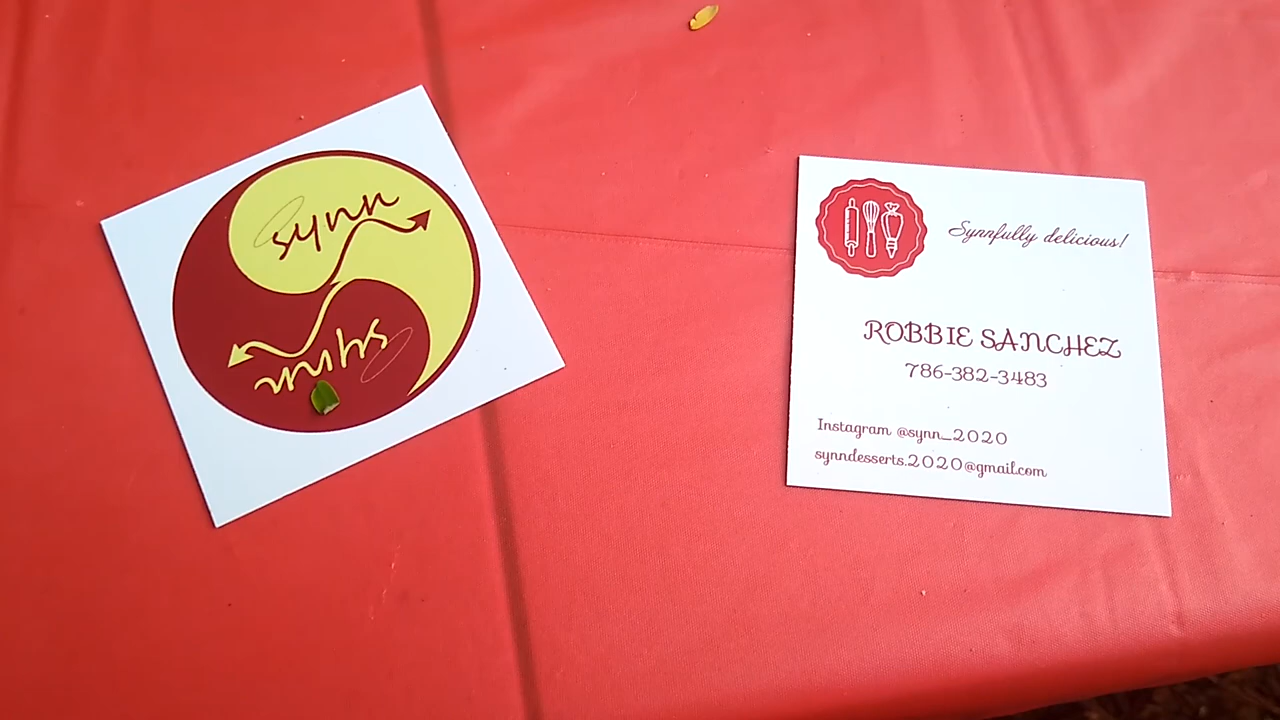 synn
synn
Synnfully delicious!
ROBBIE SANCHEZ
786-382-3483
Instagram @synn_2020
synndesserts.2020@gmail.com